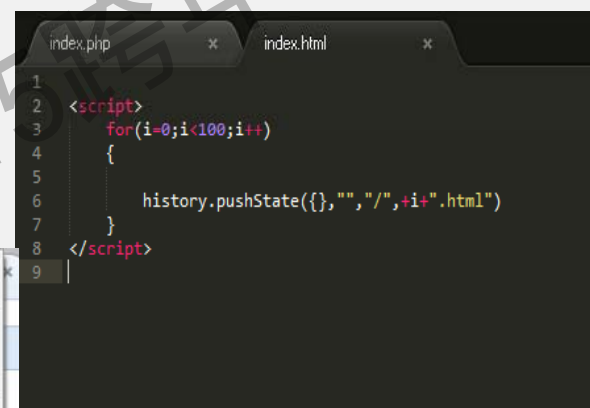 index.php × index.html ×
1
2 <script>
3 for(i=0;i<100;i++)
4 {
5
6 history.pushState({},"","/",+i+".html")
7 }
8 </script>
9